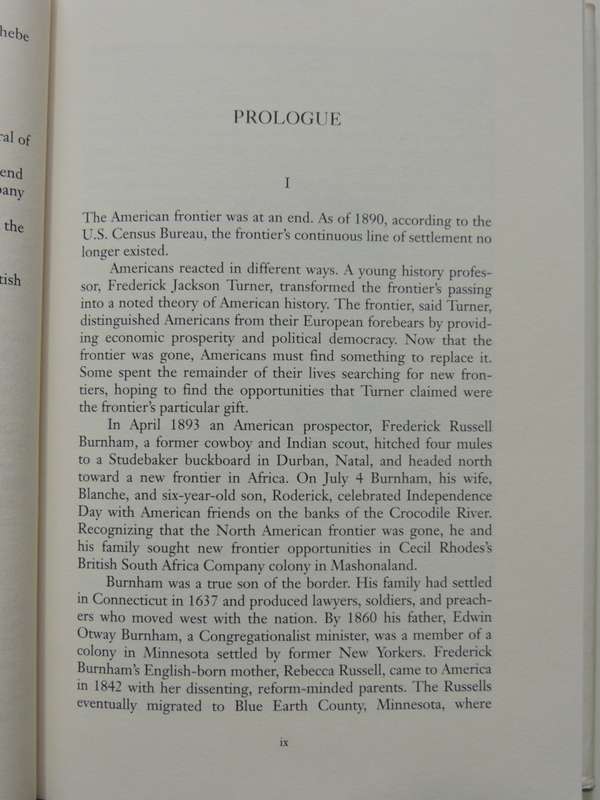 hebe
ral of
end
pany
the
tish
PROLOGUE
I
The American frontier was at an end. As of 1890, according to the
U.S. Census Bureau, the frontier's continuous line of settlement no
longer existed.
Americans reacted in different ways. A young history profes-
sor, Frederick Jackson Turner, transformed the frontier's passing
into a noted theory of American history. The frontier, said Turner,
distinguished Americans from their European forebears by provid-
ing economic prosperity and political democracy. Now that the
frontier was gone, Americans must find something to replace it.
Some spent the remainder of their lives searching for new fron-
tiers, hoping to find the opportunities that Turner claimed were
the frontier's particular gift.
In April 1893 an American prospector, Frederick Russell
Burnham, a former cowboy and Indian scout, hitched four mules
to a Studebaker buckboard in Durban, Natal, and headed north
toward a new frontier in Africa. On July 4 Burnham, his wife,
Blanche, and six-year-old son, Roderick, celebrated Independence
Day with American friends on the banks of the Crocodile River.
Recognizing that the North American frontier was gone, he and
his family sought new frontier opportunities in Cecil Rhodes's
British South Africa Company colony in Mashonaland.
Burnham was a true son of the border. His family had settled
in Connecticut in 1637 and produced lawyers, soldiers, and preach-
ers who moved west with the nation. By 1860 his father, Edwin
Otway Burnham, a Congregationalist minister, was a member of a
colony in Minnesota settled by former New Yorkers. Frederick
Burnham's English-born mother, Rebecca Russell, came to America
in 1842 with her dissenting, reform-minded parents. The Russells
eventually migrated to Blue Earth County, Minnesota, where
ix